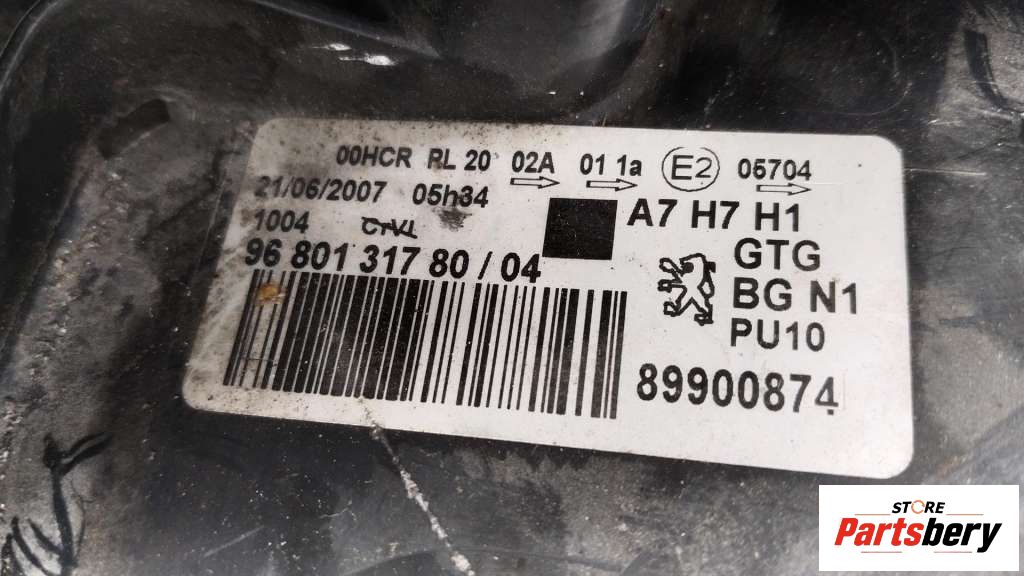 00HCR RL 20 02A 01 1a E2 05704
21/06/2007 05h34
1004
96 801 317 80 / 04
A7 H7 H1
GTG
BG N1
PU10
89900874
STORE
Partsbery